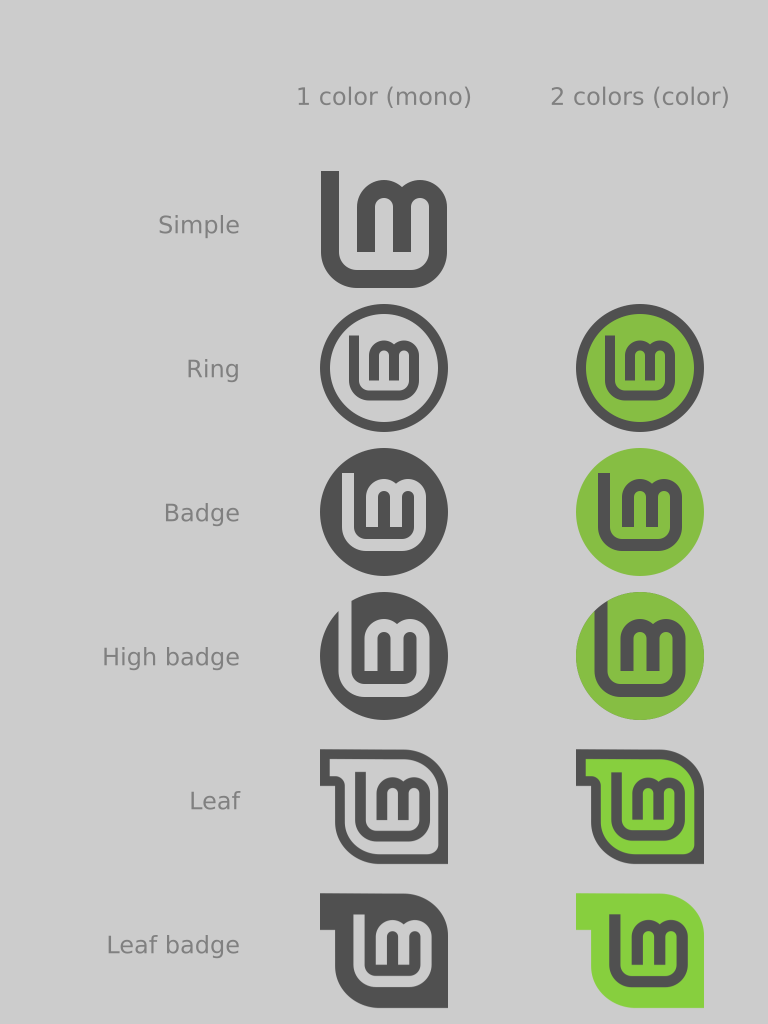 1 color (mono) 2 colors (color)
Simple
Ring
Badge
High badge
Leaf
Leaf badge